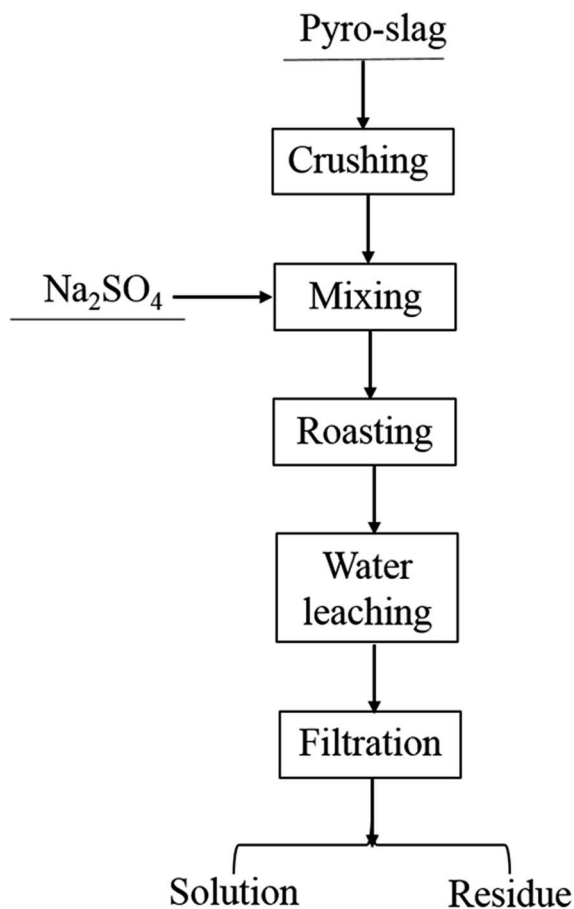 Pyro-slag
Crushing
Na₂SO₄
Mixing
Roasting
Water
leaching
Filtration
Solution
Residue